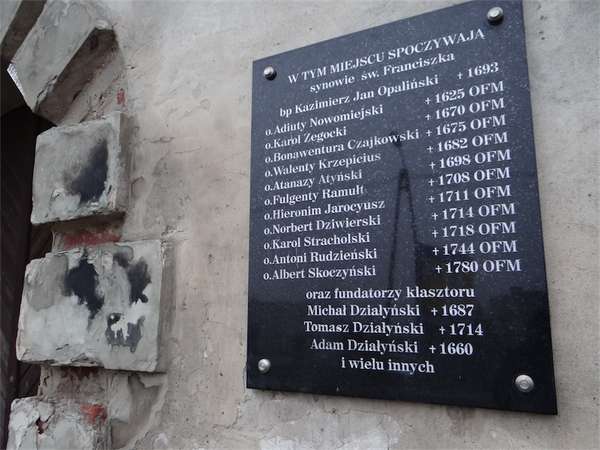 W TYM MIEJSCU SPOCZYWAJĄ
synowie św. Franciszka
bp Kazimierz Jan Opaliński + 1693
o.Adiuty Nowomiejski + 1625 OFM
o.Karol Zegocki + 1670 OFM
o.Bonawentura Czajkowski + 1675 OFM
o.Walenty Krzepicius + 1682 OFM
o.Atanazy Atyński + 1698 OFM
o.Fulgenty Ramułt + 1708 OFM
o.Hieronim Jarocyusz + 1711 OFM
o.Norbert Dziwierski + 1714 OFM
o.Karol Stracholski + 1718 OFM
o.Antoni Rudzieński + 1744 OFM
o.Albert Skoczyński + 1780 OFM
oraz fundatorzy klasztoru
Michał Działyński + 1687
Tomasz Działyński + 1714
Adam Działyński + 1660
i wielu innych